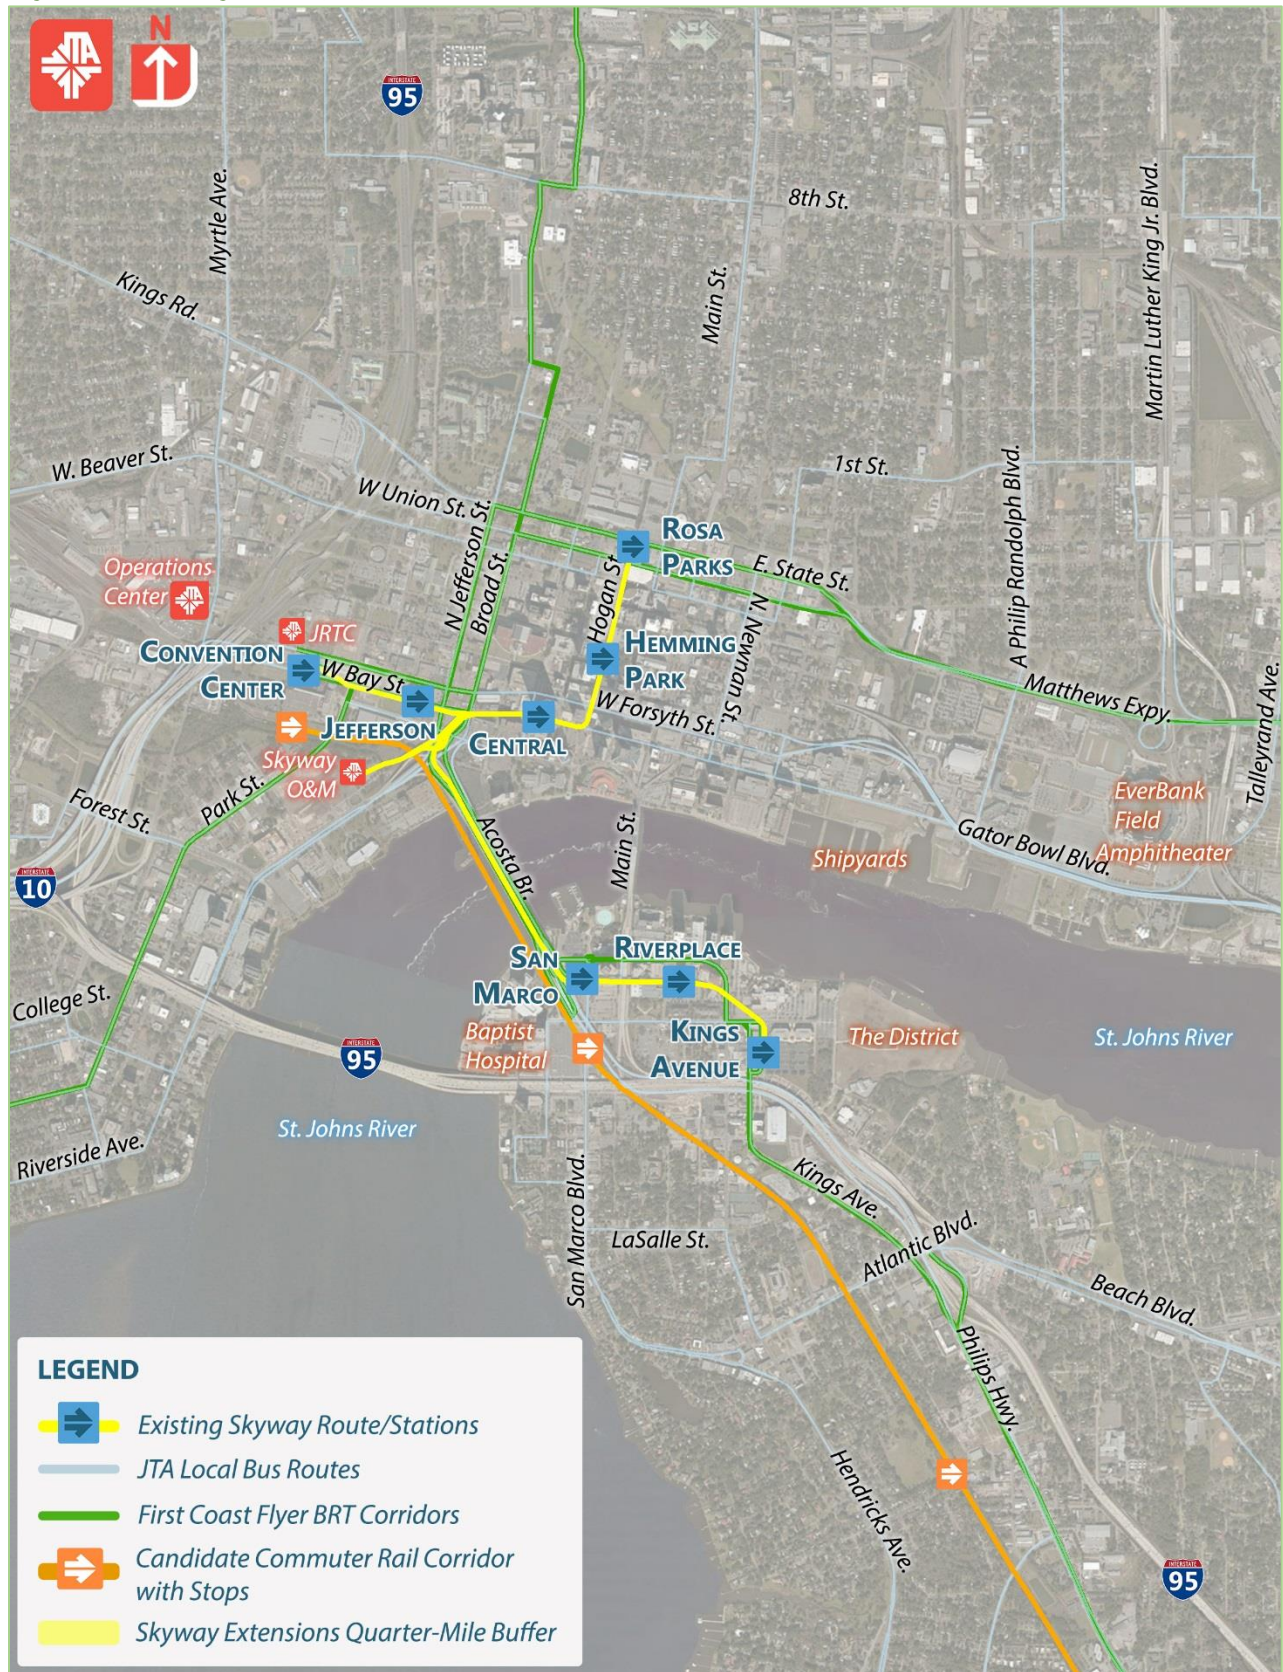 JTA
N
INTERSTATE
95
8th St.
Myrtle Ave.
Main St.
Martin Luther King Jr. Blvd.
Kings Rd.
W. Beaver St.
W Union St.
1st St.
A Philip Randolph Blvd.
N Jefferson St.
Broad St.
Hogan St.
ROSA
PARKS
E. State St.
N. Newnan St.
Operations
Center
JRTC
CONVENTION
CENTER
W Bay St
HEMMING
PARK
W Forsyth St.
Matthews Expy.
Talleyrand Ave.
JEFFERSON
CENTRAL
Skyway
O&M
Park St.
Forest St.
Acosta Br.
Main St.
EverBank
Field
Amphitheater
Shipyards
Gator Bowl Blvd.
INTERSTATE
10
SAN
MARCO
RIVERPLACE
College St.
Baptist
Hospital
KINGS
AVENUE
The District
St. Johns River
INTERSTATE
95
St. Johns River
Riverside Ave.
San Marco Blvd.
Kings Ave.
LaSalle St.
Atlantic Blvd.
Beach Blvd.
Philips Hwy.
Hendricks Ave.
INTERSTATE
95
LEGEND
Existing Skyway Route/Stations
JTA Local Bus Routes
First Coast Flyer BRT Corridors
Candidate Commuter Rail Corridor
with Stops
Skyway Extensions Quarter-Mile Buffer